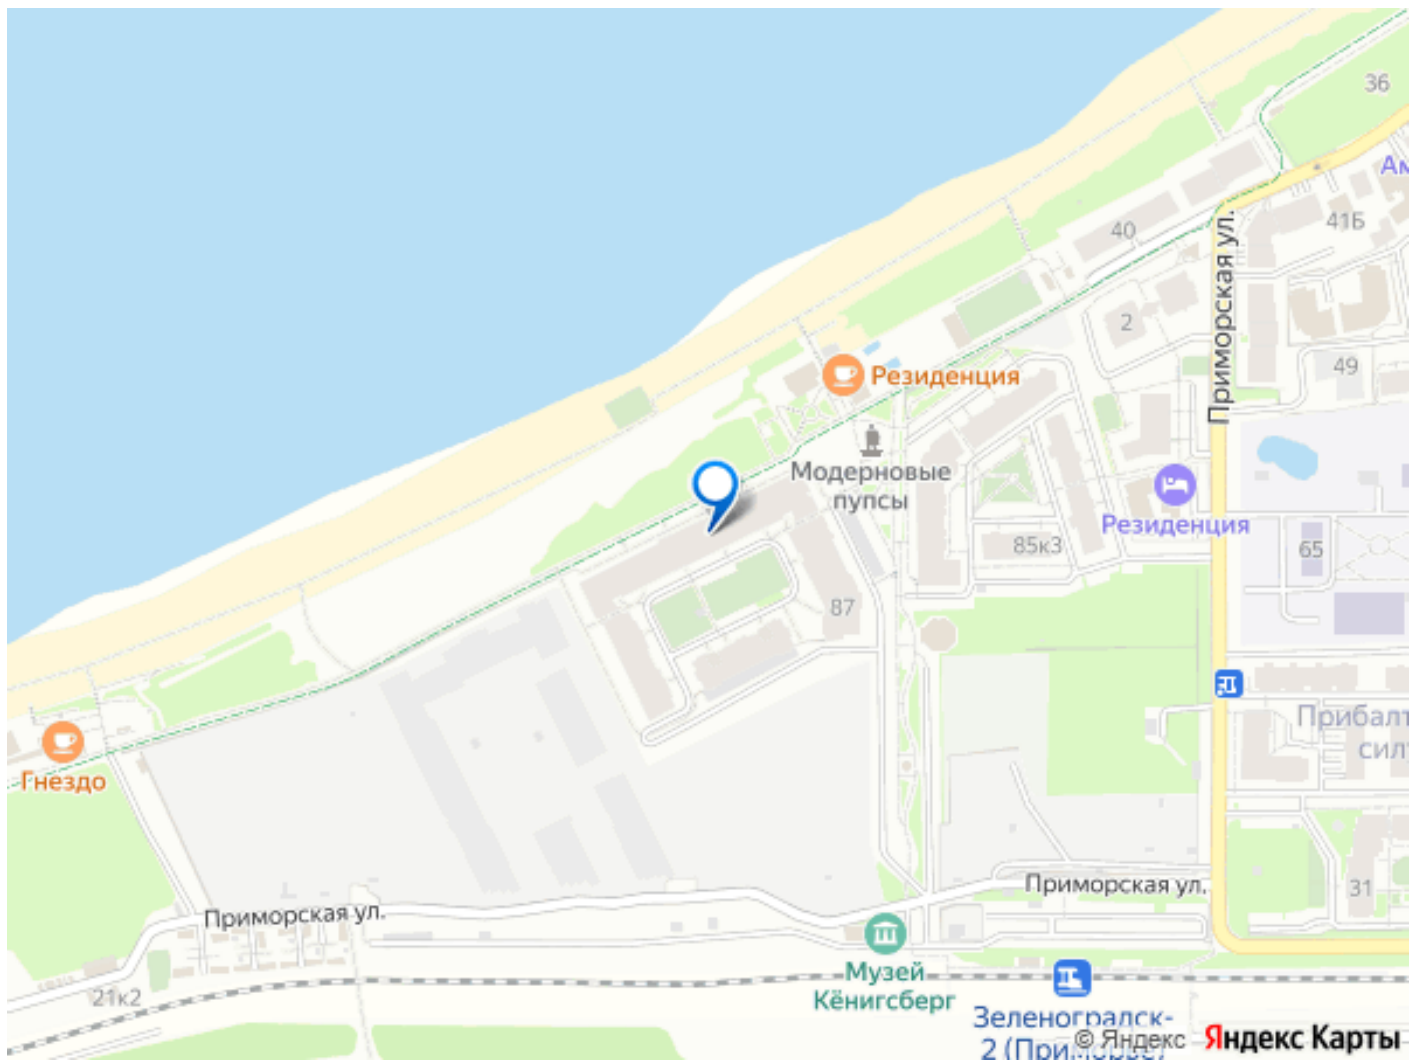 36
Ам
41Б
40
Приморская ул.
2
49
Резиденция
Модерновые
пупсы
Резиденция
85к3
65
87
Прибалт
сил
Гнездо
Приморская ул.
31
Приморская ул.
Музей
Кёнигсберг
21к2
Зеленоградск-
2 (Приморье)
© Яндекс Яндекс Карты